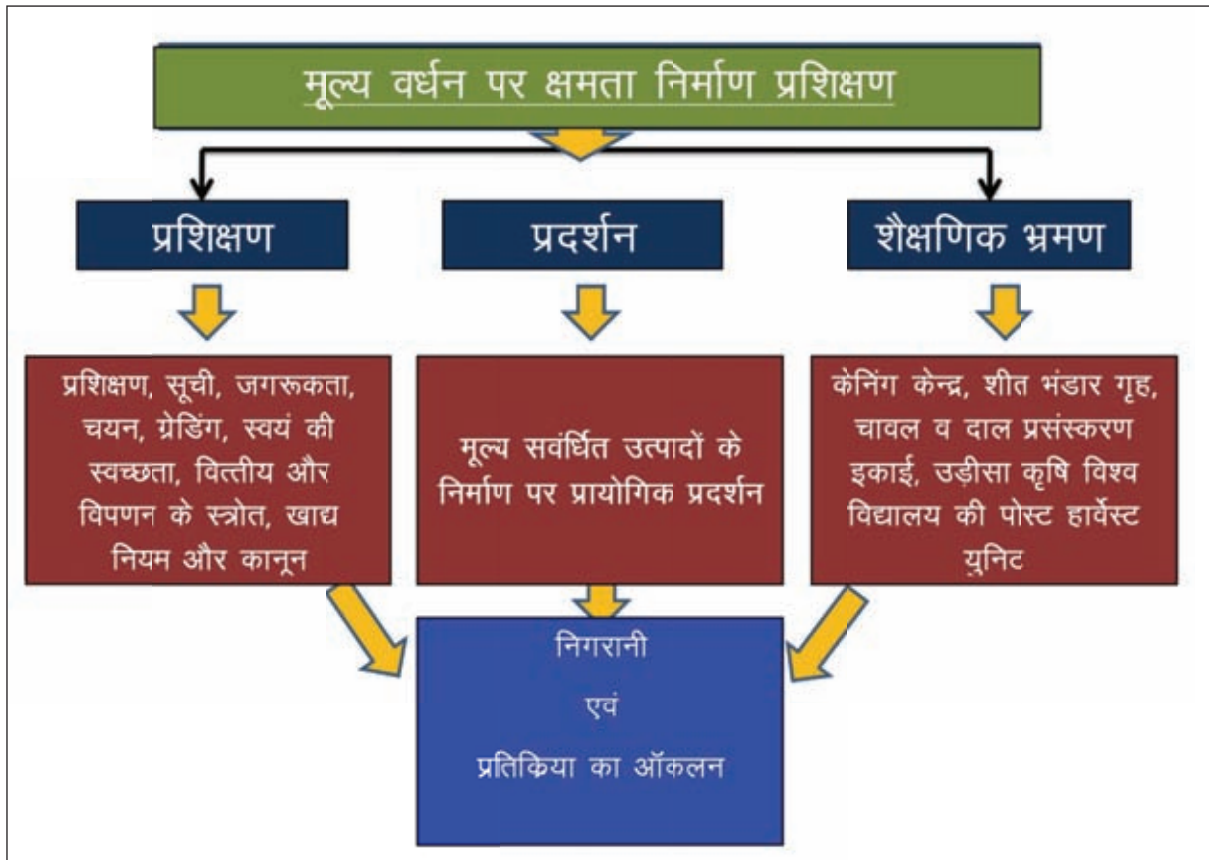 मूल्य वर्धन पर क्षमता निर्माण प्रशिक्षण
प्रशिक्षण
प्रदर्शन
शैक्षणिक भ्रमण
प्रशिक्षण, सूची, जगरूकता,
चयन, ग्रेडिंग, स्वयं की
स्वच्छता, वित्तीय और
विपणन के स्त्रोत, खाद्य
नियम और कानून
मूल्य सवंर्धित उत्पादों के
निर्माण पर प्रायोगिक प्रदर्शन
केनिंग केन्द्र, शीत भंडार गृह,
चावल व दाल प्रसंस्करण
इकाई, उड़ीसा कृषि विश्व
विद्यालय की पोस्ट हार्वेस्ट
युनिट
निगरानी
एवं
प्रतिकिया का ऑकलन